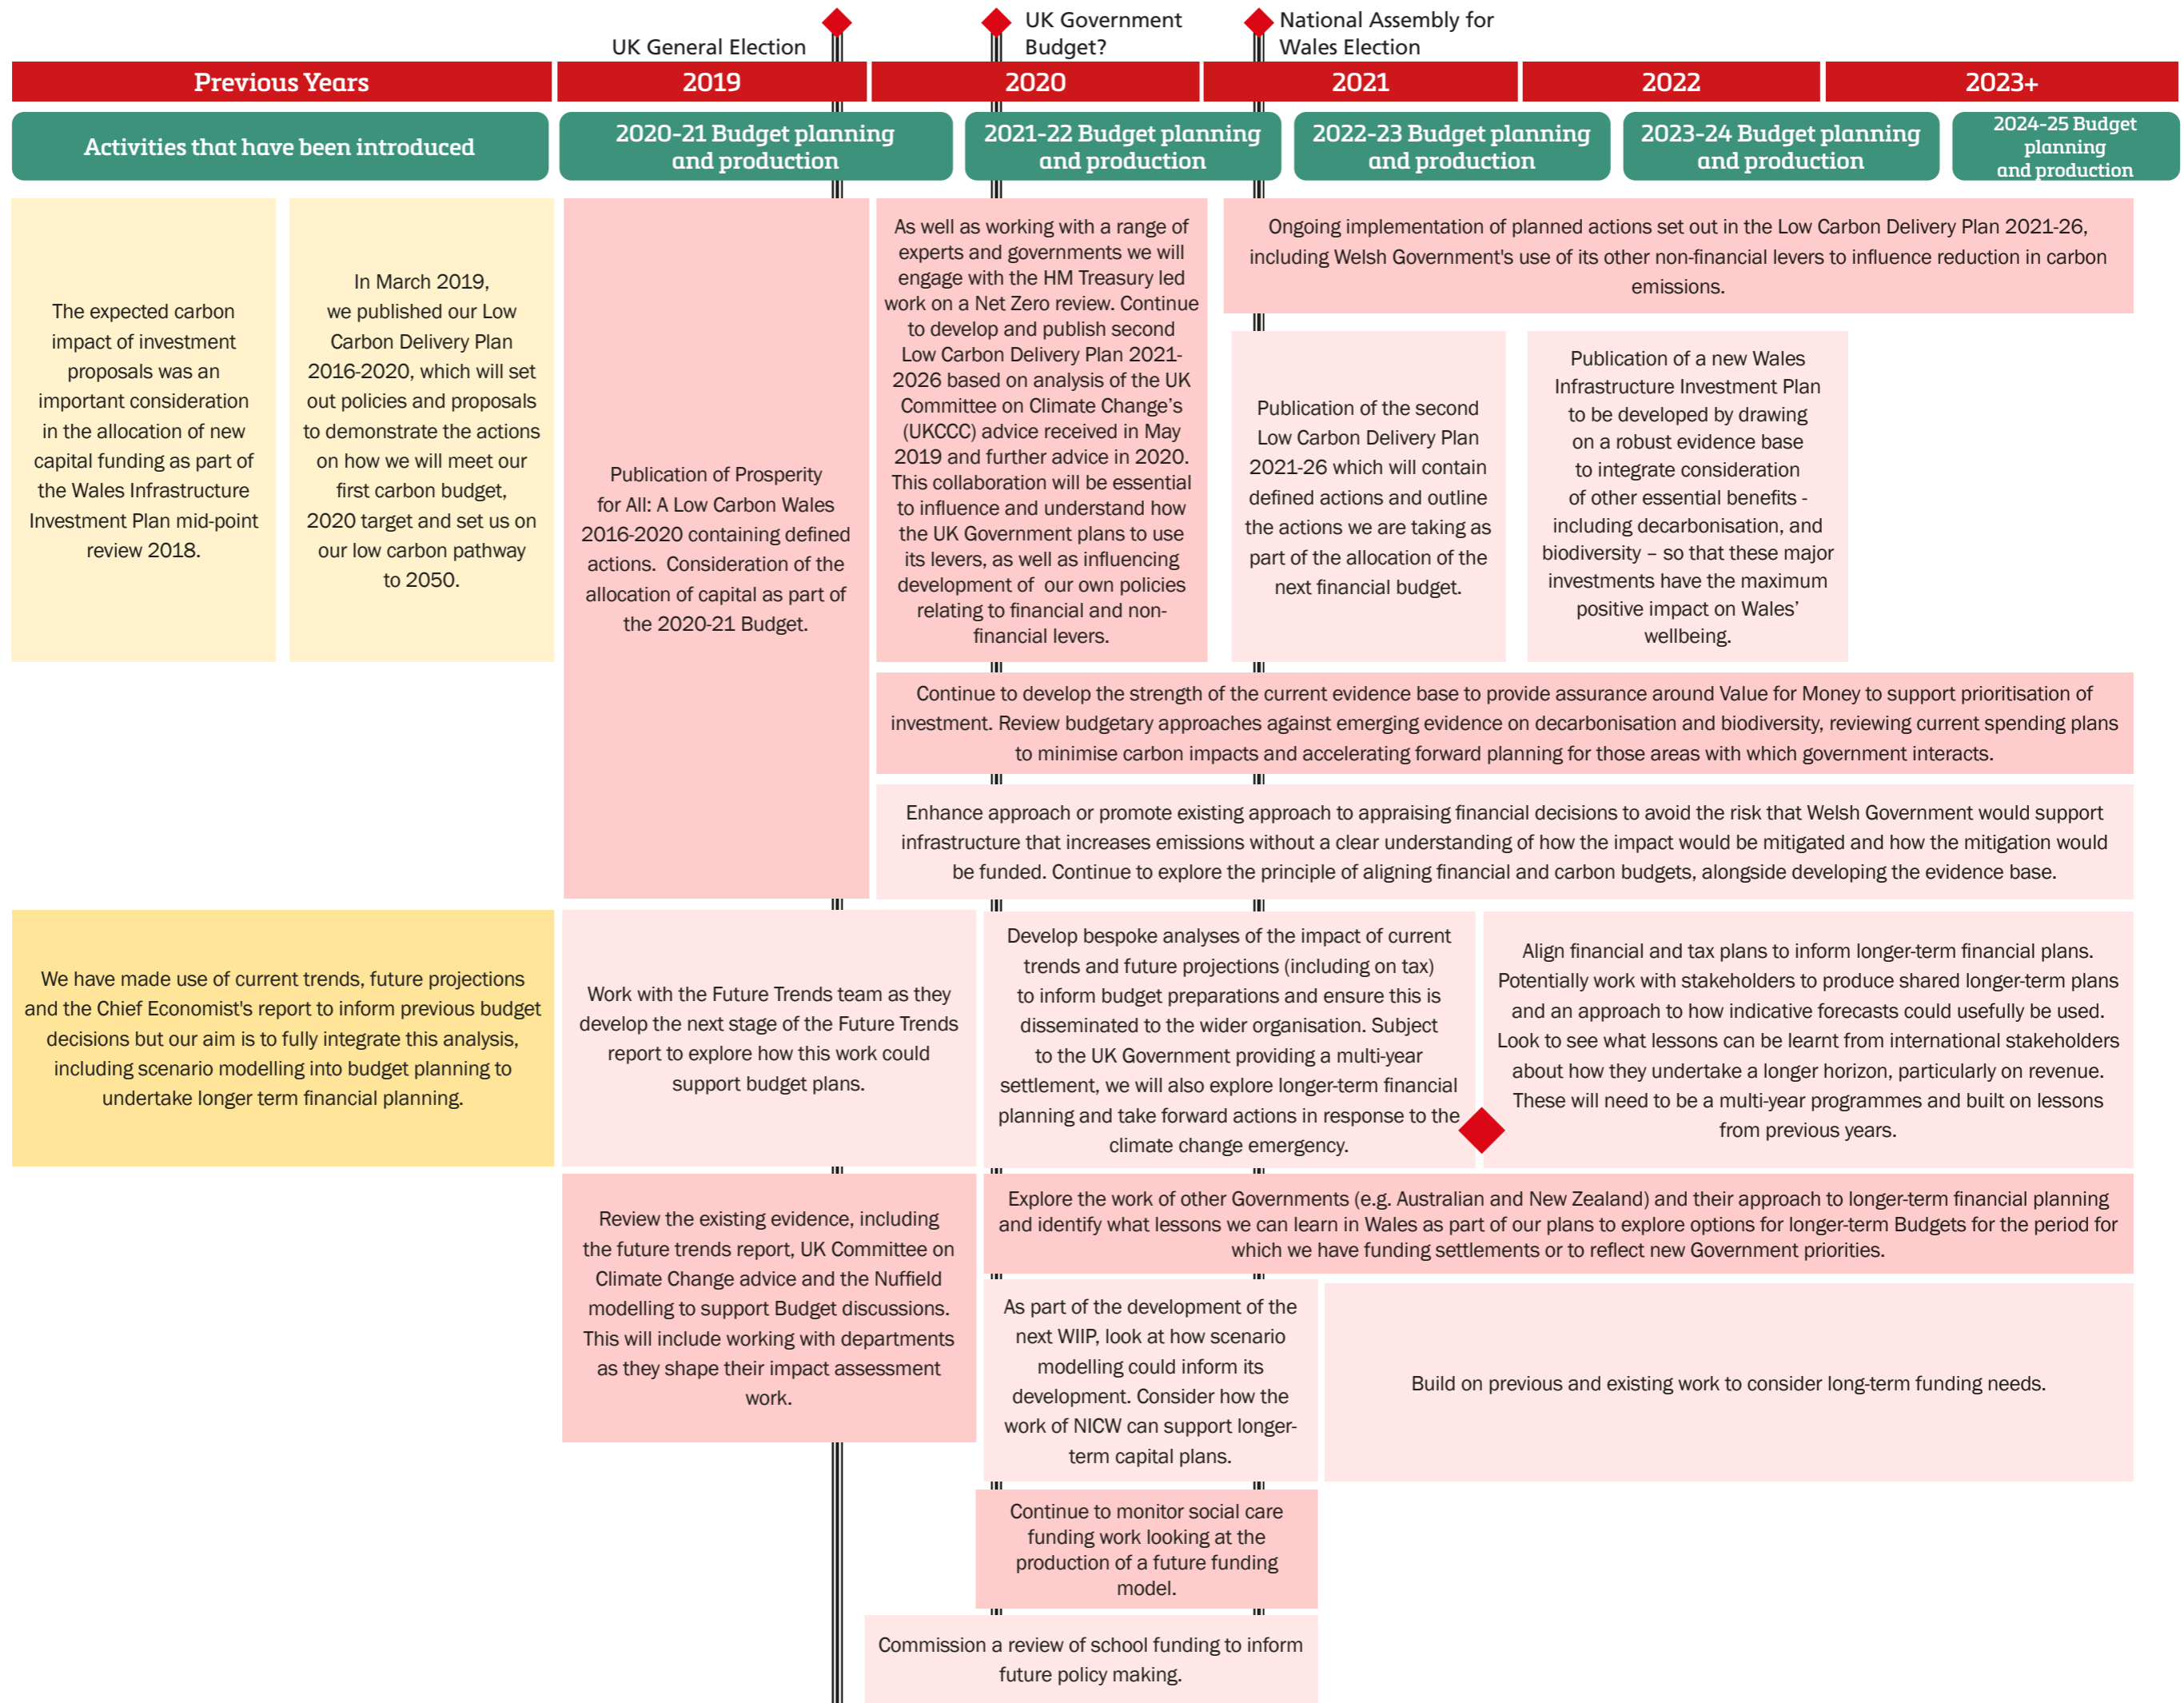 UK General Election
UK Government
Budget?
National Assembly for
Wales Election
Previous Years
2019
2020
2021
2022
2023+
Activities that have been introduced
2020-21 Budget planning
and production
2021-22 Budget planning
and production
2022-23 Budget planning
and production
2023-24 Budget planning
and production
2024-25 Budget
planning
and production
The expected carbon
impact of investment
proposals was an
important consideration
in the allocation of new
capital funding as part of
the Wales Infrastructure
Investment Plan mid-point
review 2018.
In March 2019,
we published our Low
Carbon Delivery Plan
2016-2020, which will set
out policies and proposals
to demonstrate the actions
on how we will meet our
first carbon budget,
2020 target and set us on
our low carbon pathway
to 2050.
Publication of Prosperity
for All: A Low Carbon Wales
2016-2020 containing defined
actions.  Consideration of the
allocation of capital as part of
the 2020-21 Budget.
As well as working with a range of
experts and governments we will
engage with the HM Treasury led
work on a Net Zero review. Continue
to develop and publish second
Low Carbon Delivery Plan 2021-
2026 based on analysis of the UK
Committee on Climate Change’s
(UKCCC) advice received in May
2019 and further advice in 2020.
This collaboration will be essential
to influence and understand how
the UK Government plans to use
its levers, as well as influencing
development of  our own policies
relating to financial and non-
financial levers.
Ongoing implementation of planned actions set out in the Low Carbon Delivery Plan 2021-26,
including Welsh Government's use of its other non-financial levers to influence reduction in carbon
emissions.
Publication of the second
Low Carbon Delivery Plan
2021-26 which will contain
defined actions and outline
the actions we are taking as
part of the allocation of the
next financial budget.
Publication of a new Wales
Infrastructure Investment Plan
to be developed by drawing
on a robust evidence base
to integrate consideration
of other essential benefits -
including decarbonisation, and
biodiversity – so that these major
investments have the maximum
positive impact on Wales’
wellbeing.
Continue to develop the strength of the current evidence base to provide assurance around Value for Money to support prioritisation of
investment. Review budgetary approaches against emerging evidence on decarbonisation and biodiversity, reviewing current spending plans
to minimise carbon impacts and accelerating forward planning for those areas with which government interacts.
Enhance approach or promote existing approach to appraising financial decisions to avoid the risk that Welsh Government would support
infrastructure that increases emissions without a clear understanding of how the impact would be mitigated and how the mitigation would
be funded. Continue to explore the principle of aligning financial and carbon budgets, alongside developing the evidence base.
We have made use of current trends, future projections
and the Chief Economist's report to inform previous budget
decisions but our aim is to fully integrate this analysis,
including scenario modelling into budget planning to
undertake longer term financial planning.
Work with the Future Trends team as they
develop the next stage of the Future Trends
report to explore how this work could
support budget plans.
Develop bespoke analyses of the impact of current
trends and future projections (including on tax)
to inform budget preparations and ensure this is
disseminated to the wider organisation. Subject
to the UK Government providing a multi-year
settlement, we will also explore longer-term financial
planning and take forward actions in response to the
climate change emergency.
Align financial and tax plans to inform longer-term financial plans.
Potentially work with stakeholders to produce shared longer-term plans
and an approach to how indicative forecasts could usefully be used.
Look to see what lessons can be learnt from international stakeholders
about how they undertake a longer horizon, particularly on revenue.
These will need to be a multi-year programmes and built on lessons
from previous years.
Review the existing evidence, including
the future trends report, UK Committee on
Climate Change advice and the Nuffield
modelling to support Budget discussions.
This will include working with departments
as they shape their impact assessment
work.
Explore the work of other Governments (e.g. Australian and New Zealand) and their approach to longer-term financial planning
and identify what lessons we can learn in Wales as part of our plans to explore options for longer-term Budgets for the period for
which we have funding settlements or to reflect new Government priorities.
As part of the development of the
next WIIP, look at how scenario
modelling could inform its
development. Consider how the
work of NICW can support longer-
term capital plans.
Build on previous and existing work to consider long-term funding needs.
Continue to monitor social care
funding work looking at the
production of a future funding
model.
Commission a review of school funding to inform
future policy making.